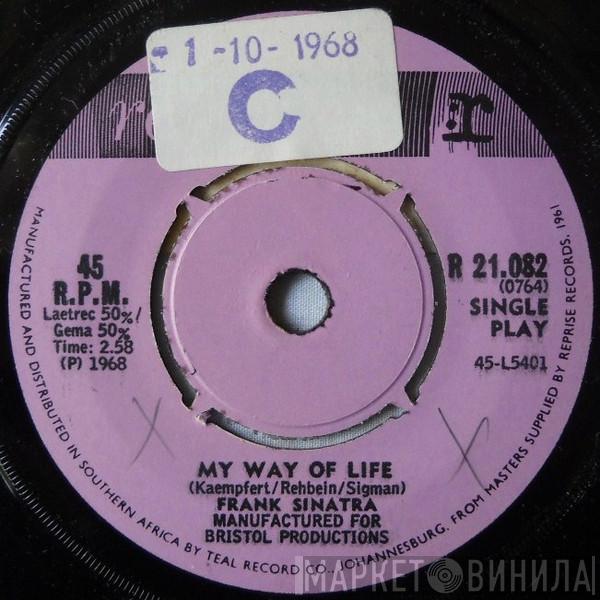 1-10-1968
C
r
r:
45
R.P.M.
Laetrec 50%/
Gema 50%
Time: 2.58
(P) 1968
R 21.082
(0764)
SINGLE
PLAY
45-L5401
MY WAY OF LIFE
(Kaempfert/Rehbein/Sigman)
FRANK SINATRA
MANUFACTURED FOR
BRISTOL PRODUCTIONS
MANUFACTURED AND DISTRIBUTED IN SOUTHERN AFRICA BY TEAL RECORD CO., JOHANNESBURG. FROM MASTERS SUPPLIED BY REPRISE RECORDS, 1961
X
X
МАРКЕТ ВИНИЛА